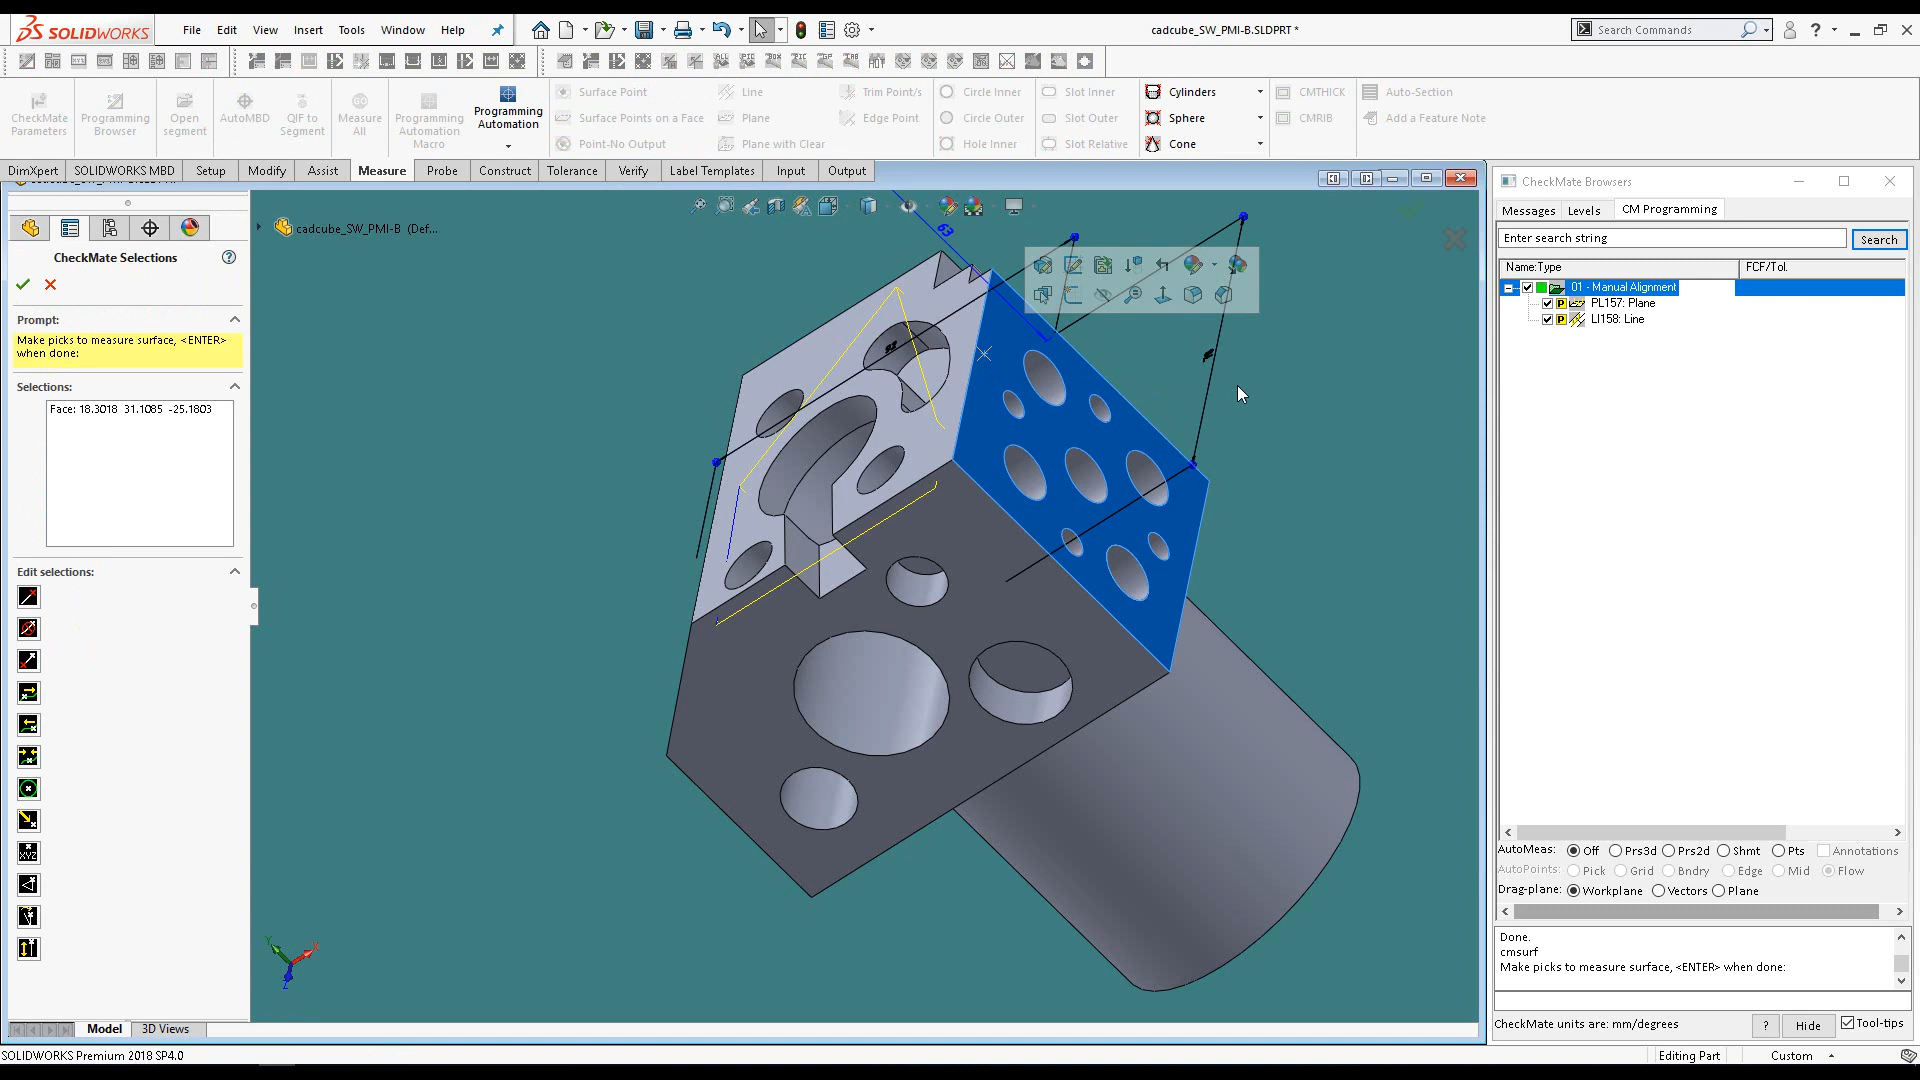 SOLIDWORKS
File Edit View Insert Tools Window Help
cadcube_SW_PMI-B.SLDPRT *
Search Commands
CheckMate Parameters
Programming Browser
Open segment
AutoMBD
QIF to Segment
GO
Measure All
Programming Automation Macro
Programming Automation
Surface Point
Surface Points on a Face
Point-No Output
Line
Plane
Plane with Clear
Trim Point/s
Edge Point
Circle Inner
Circle Outer
Hole Inner
Slot Inner
Slot Outer
Slot Relative
Cylinders
Sphere
Cone
CMTHICK
CMRIB
Auto-Section
Add a Feature Note
DimXpert SOLIDWORKS MBD Setup Modify Assist Measure Probe Construct Tolerance Verify Label Templates Input Output
cadcube_SW_PMI-B (Def...
CheckMate Selections
Prompt:
Make picks to measure surface, <ENTER> when done:
Selections:
Face: 18.3018 31.1085 -25.1803
Edit selections:
XYZ
63
92
Y
X
Z
Model 3D Views
CheckMate Browsers
Messages Levels CM Programming
Enter search string
Search
Name:Type FCF/Tol.
01 - Manual Alignment
P PL157: Plane
P LI158: Line
AutoMeas: Off Prs3d Prs2d Shmt Pts Annotations
AutoPoints: Pick Grid Bndry Edge Mid Flow
Drag-plane: Workplane Vectors Plane
Done.
cmsurf
Make picks to measure surface, <ENTER> when done:
CheckMate units are: mm/degrees
? Hide Tool-tips
SOLIDWORKS Premium 2018 SP4.0
Editing Part
Custom